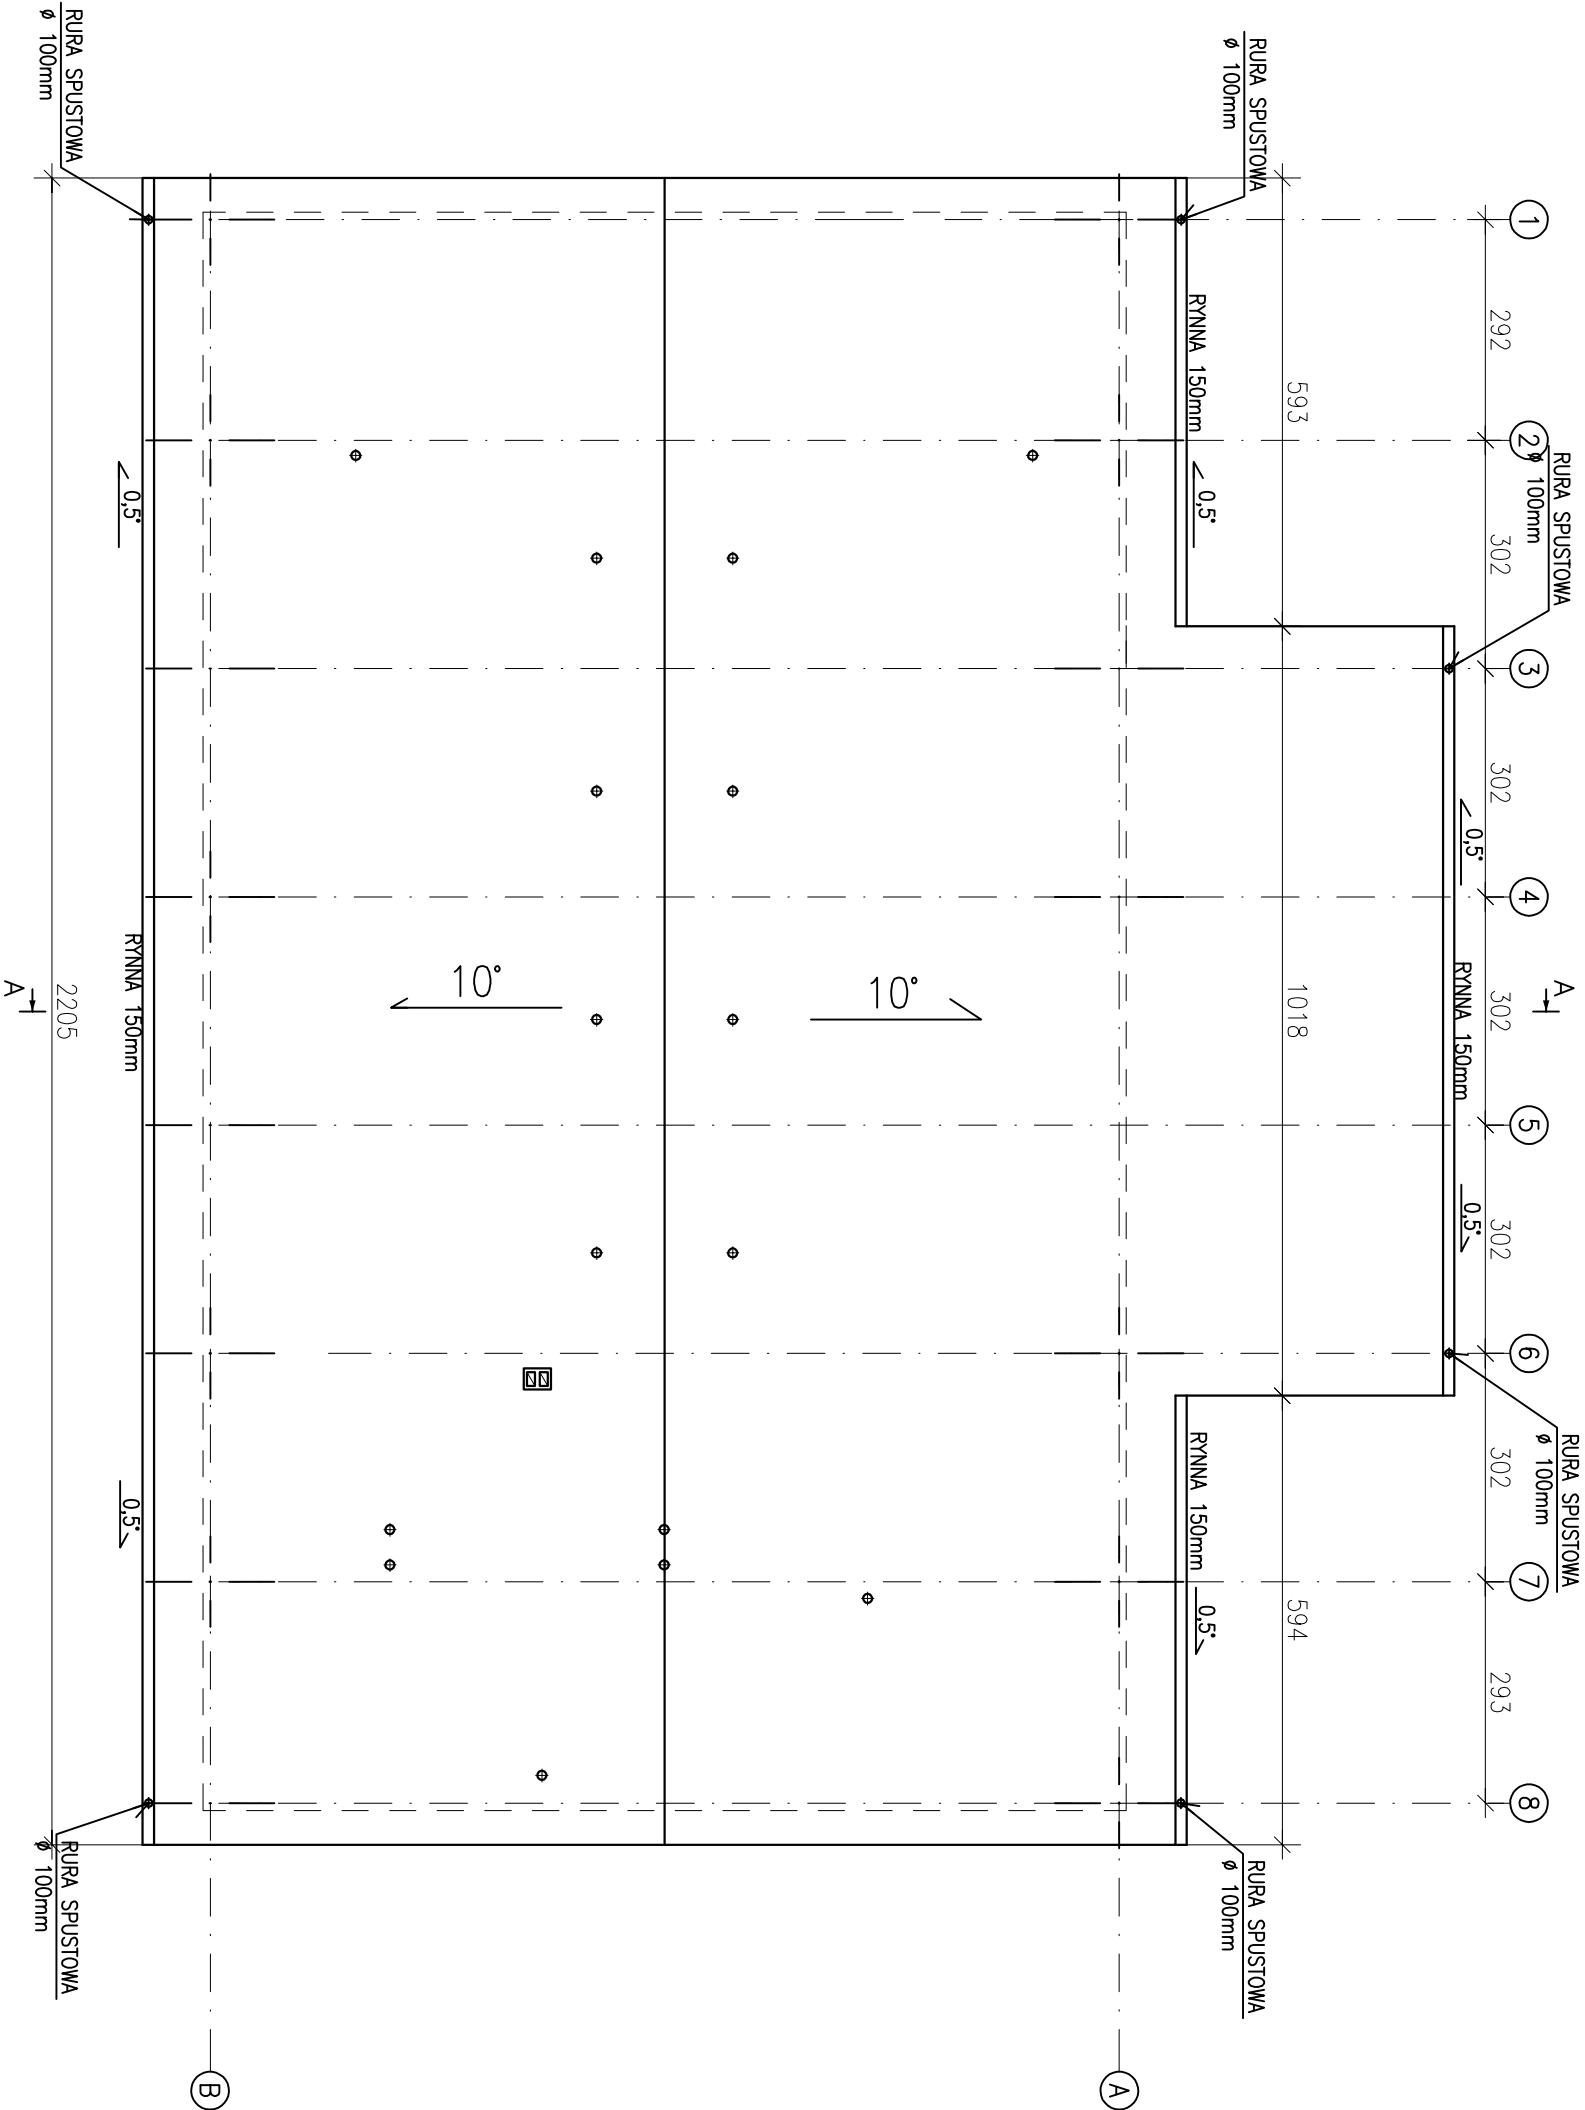 RURA SPUSTOWA
ø 100mm
RURA SPUSTOWA
ø 100mm
RURA SPUSTOWA
ø 100mm
RURA SPUSTOWA
ø 100mm
RURA SPUSTOWA
ø 100mm
RURA SPUSTOWA
ø 100mm
1
2
3
4
5
6
7
8
292
302
302
302
302
302
293
A
RYNNA 150mm
0,5°
0,5°
593
1018
594
RYNNA 150mm
0,5°
RYNNA 150mm
0,5°
A
10°
10°
B
0,5°
RYNNA 150mm
0,5°
2205
A